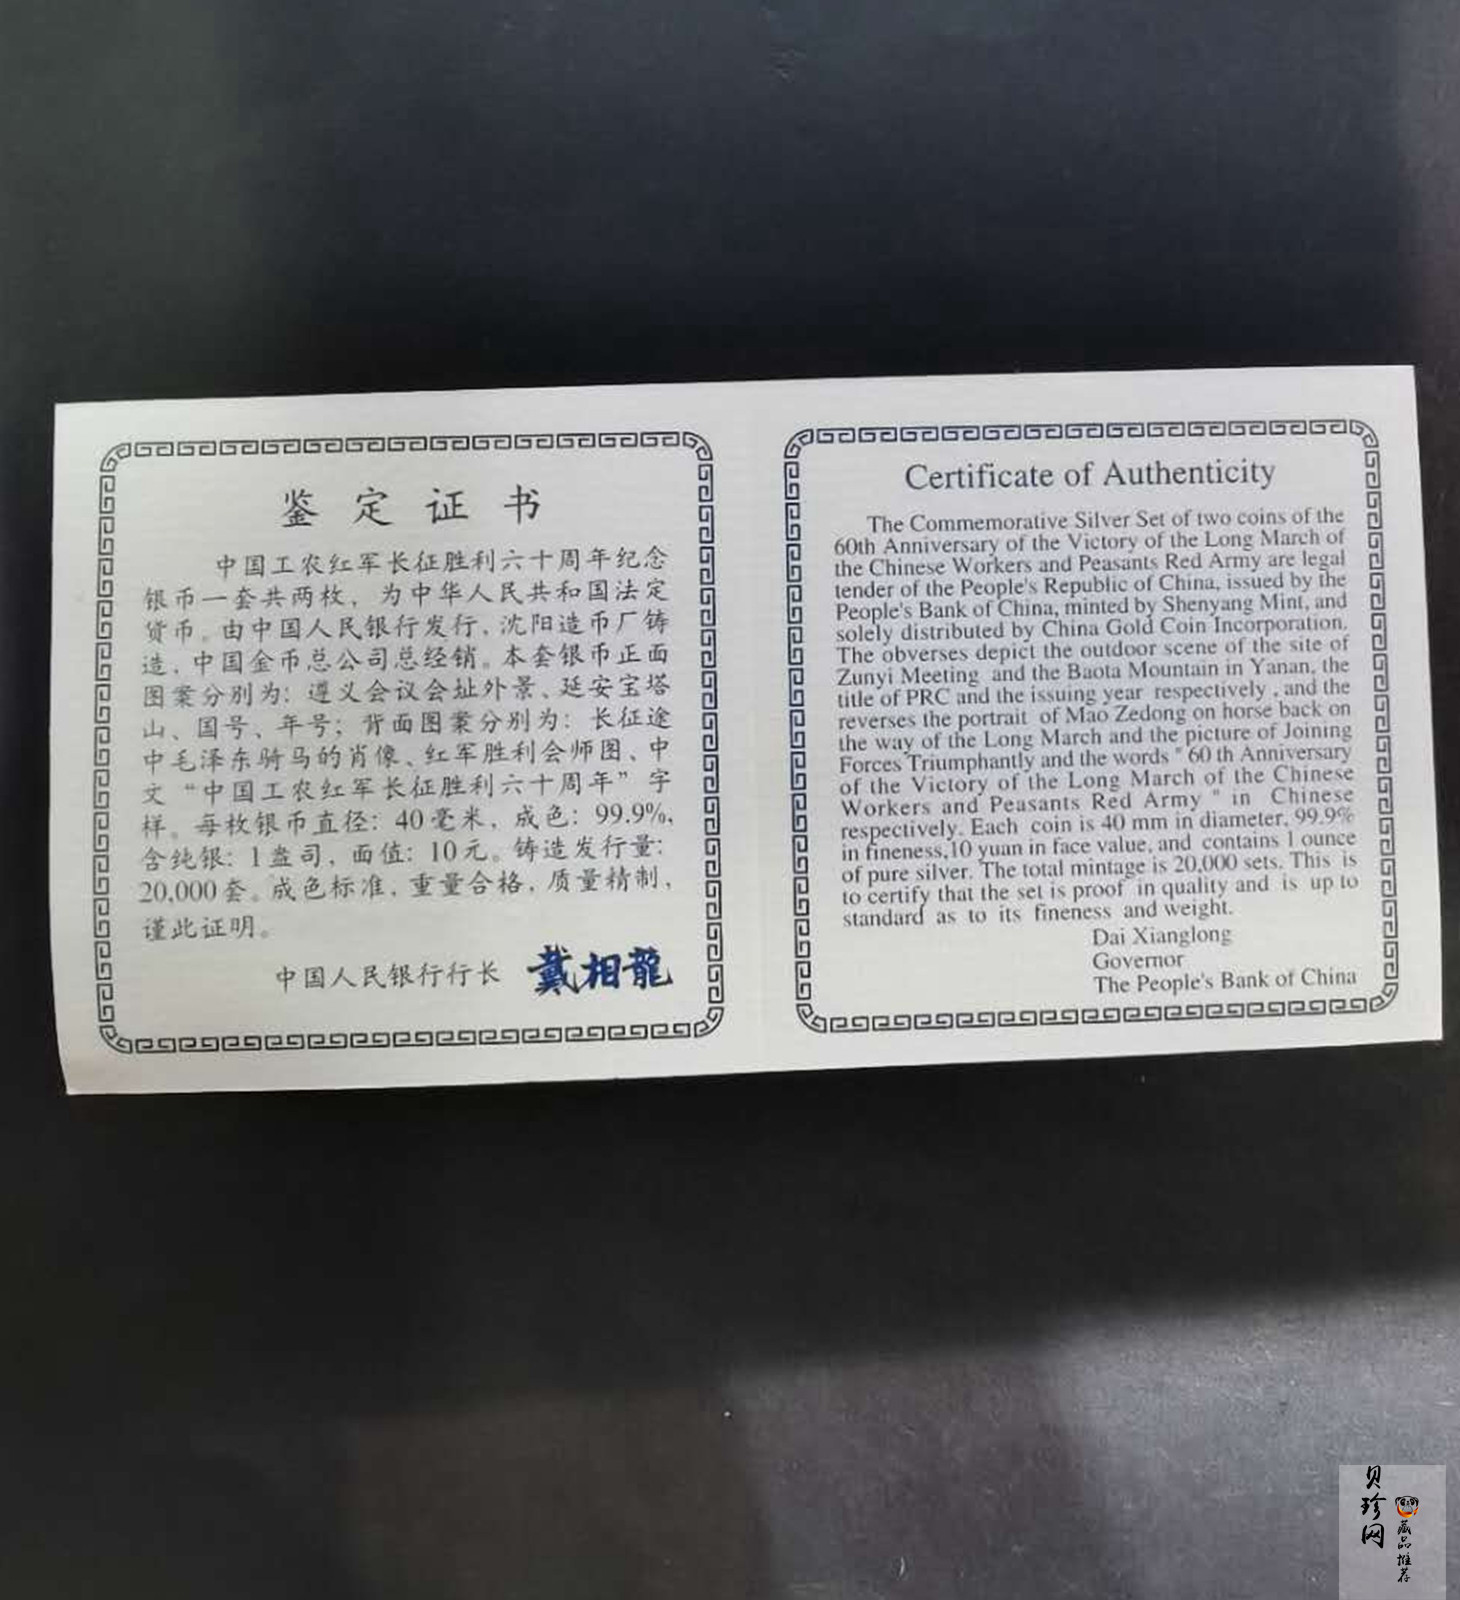 鉴定证书
中国工农红军长征胜利六十周年纪念
银币一套共两枚，为中华人民共和国法定
货币。由中国人民银行发行，沈阳造币厂铸
造，中国金币总公司总经销。本套银币正面
图案分别为：遵义会议会址外景、延安宝塔
山、国号、年号；背面图案分别为：长征途
中毛泽东骑马的肖像、红军胜利会师图、中
文“中国工农红军长征胜利六十周年”字
样。每枚银币直径：40毫米，成色：99.9%，
含纯银：1盎司，面值：10元。铸造发行量：
20,000套。成色标准，重量合格，质量精制，
谨此证明。
中国人民银行行长 戴相龍
Certificate of Authenticity
The Commemorative Silver Set of two coins of the
60th Anniversary of the Victory of the Long March of
the Chinese Workers and Peasants Red Army are legal
tender of the People's Republic of China, issued by the
People's Bank of China, minted by Shenyang Mint, and
solely distributed by China Gold Coin Incorporation.
The obverses depict the outdoor scene of the site of
Zunyi Meeting and the Baota Mountain in Yanan, the
title of PRC and the issuing year respectively , and the
reverses the portrait of Mao Zedong on horse back on
the way of the Long March and the picture of Joining
Forces Triumphantly and the words " 60 th Anniversary
of the Victory of the Long March of the Chinese
Workers and Peasants Red Army " in Chinese
respectively. Each coin is 40 mm in diameter, 99.9%
in fineness,10 yuan in face value, and contains 1 ounce
of pure silver. The total mintage is 20,000 sets. This is
to certify that the set is proof in quality and is up to
standard as to its fineness and weight.
Dai Xianglong
Governor
The People's Bank of China
贝珍网
藏品推荐